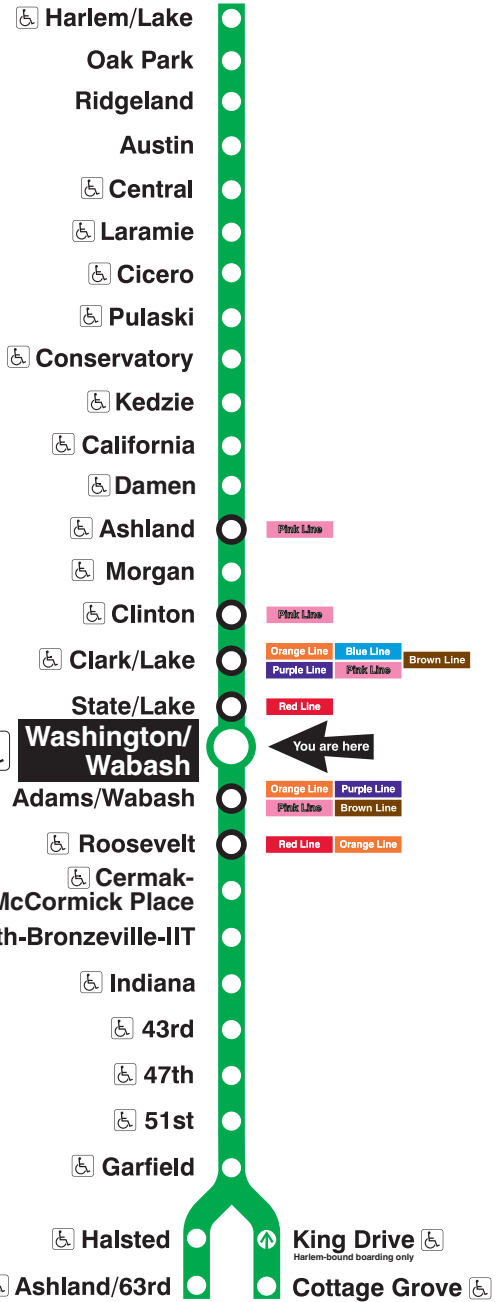 Harlem/Lake
Oak Park
Ridgeland
Austin
Central
Laramie
Cicero
Pulaski
Conservatory
Kedzie
California
Damen
Ashland
Pink Line
Morgan
Clinton
Pink Line
Clark/Lake
Orange Line Blue Line
Brown Line
Purple Line Pink Line
State/Lake
Red Line
Washington/
Wabash
You are here
Adams/Wabash
Orange Line Purple Line
Pink Line Brown Line
Roosevelt
Red Line Orange Line
Cermak-
McCormick Place
th-Bronzeville-IIT
Indiana
43rd
47th
51st
Garfield
Halsted
King Drive
Harlem-bound boarding only
Ashland/63rd
Cottage Grove